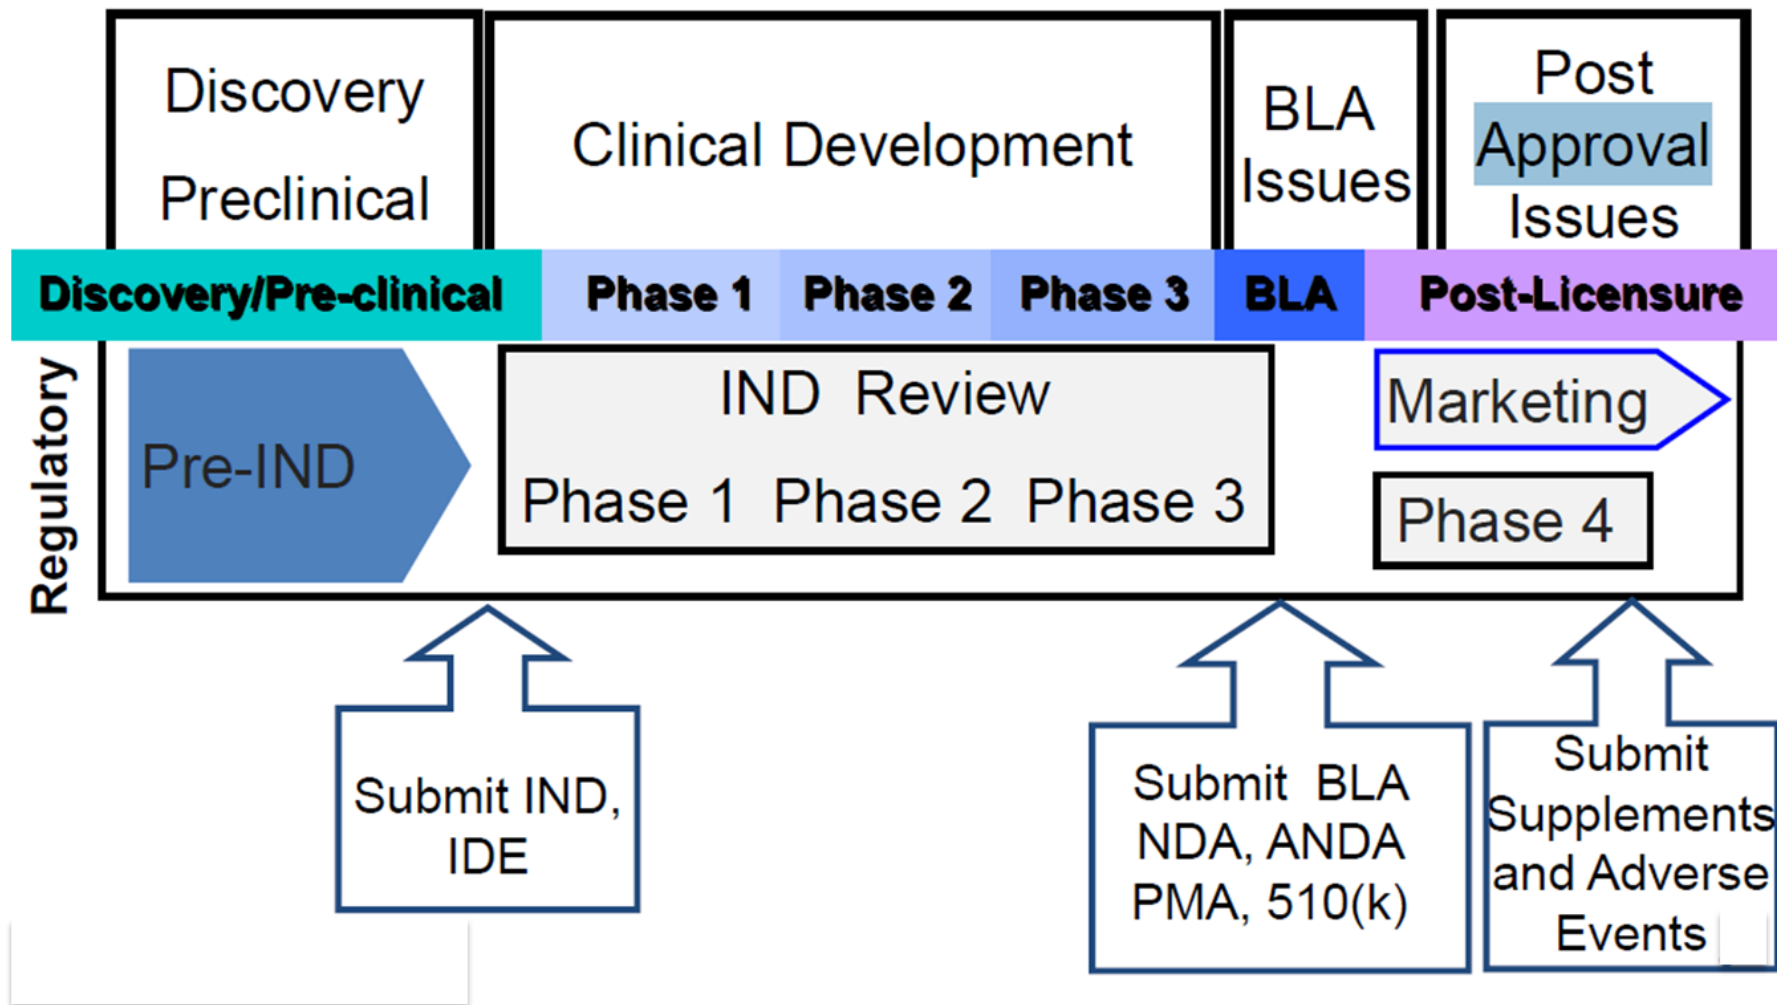 Discovery
Preclinical
Clinical Development
BLA
Issues
Post
Approval
Issues
Discovery/Pre-clinical
Phase 1
Phase 2
Phase 3
BLA
Post-Licensure
Regulatory
Pre-IND
IND Review
Phase 1 Phase 2 Phase 3
Marketing
Phase 4
Submit IND,
IDE
Submit BLA
NDA, ANDA
PMA, 510(k)
Submit
Supplements
and Adverse
Events